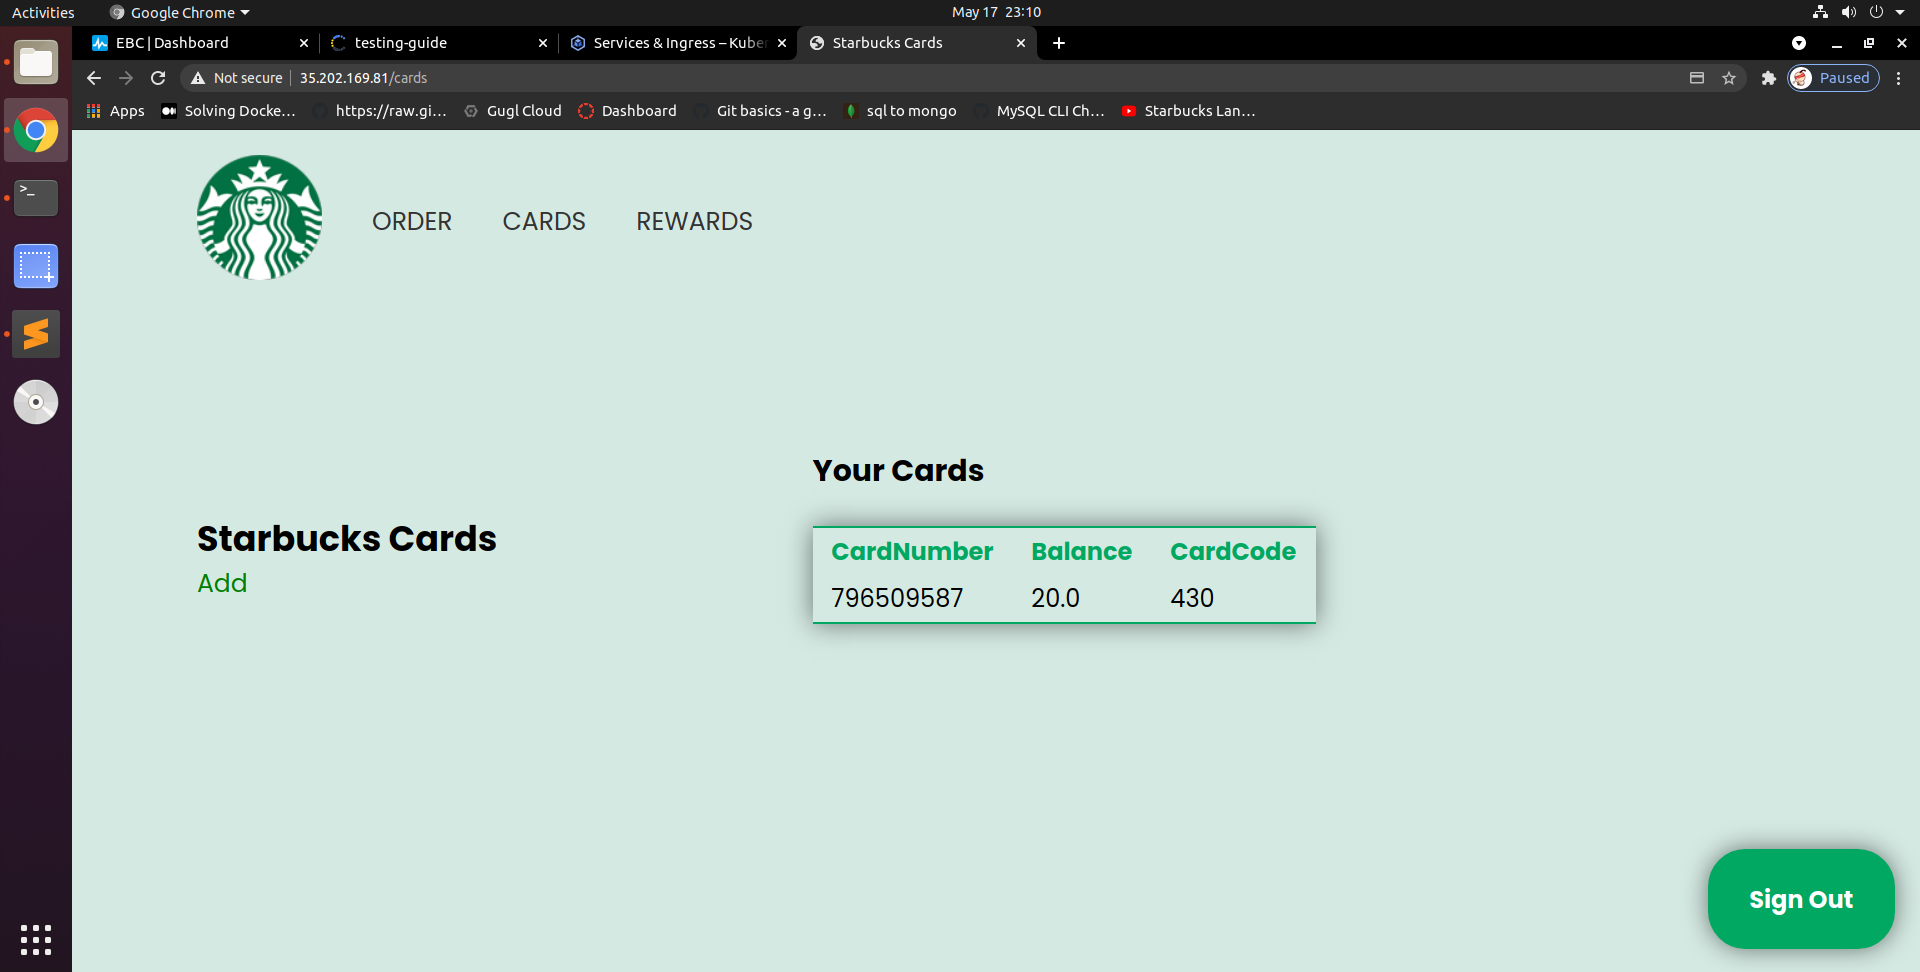 Activities Google Chrome May 17 23:10
EBC | Dashboard testing-guide Services & Ingress – Kuber Starbucks Cards
Not secure 35.202.169.81/cards Paused
Apps Solving Docke... https://raw.gi... Gugl Cloud Dashboard Git basics - a g... sql to mongo MySQL CLI Ch... Starbucks Lan...
>_
ORDER CARDS REWARDS
Your Cards
Starbucks Cards
Add
CardNumber Balance CardCode
796509587 20.0 430
Sign Out